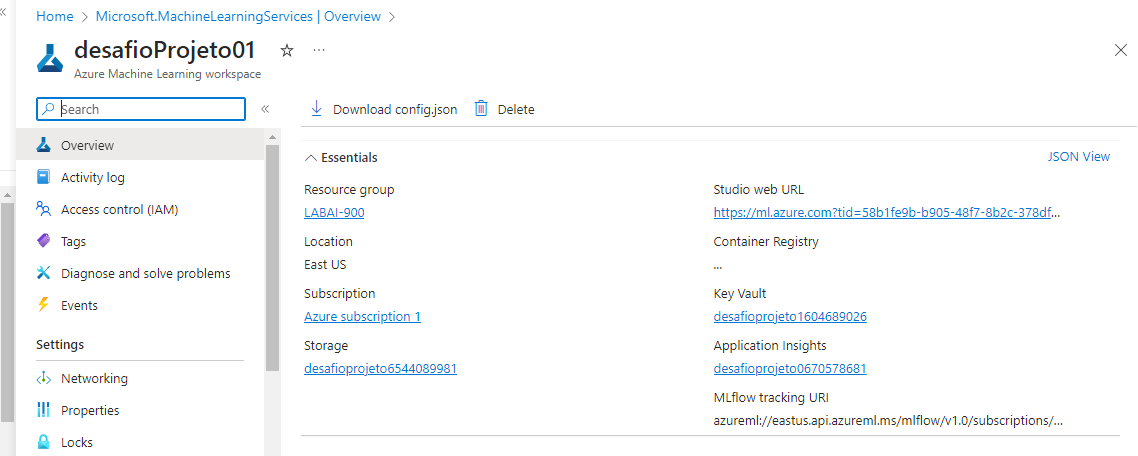 Home > Microsoft.MachineLearningServices | Overview >
desafioProjeto01 ...
Azure Machine Learning workspace
Search
Overview
Activity log
Access control (IAM)
Tags
Diagnose and solve problems
Events
Settings
Networking
Properties
Locks
Download config.json Delete
Essentials JSON View
Resource group
LABAI-900
Location
East US
Subscription
Azure subscription 1
Storage
desafioprojeto6544089981
Studio web URL
https://ml.azure.com?tid=58b1fe9b-b905-48f7-8b2c-378df...
Container Registry
...
Key Vault
desafioprojeto1604689026
Application Insights
desafioprojeto0670578681
MLflow tracking URI
azureml://eastus.api.azureml.ms/mlflow/v1.0/subscriptions/...